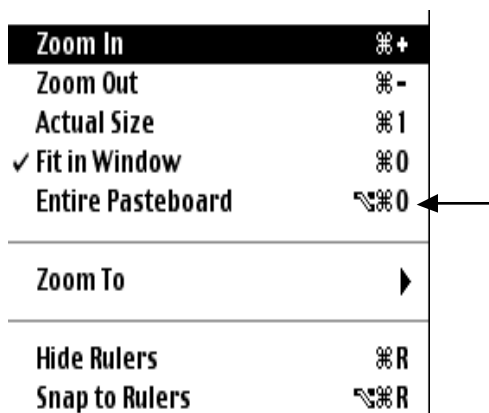 Zoom In ⌘+
Zoom Out ⌘-
Actual Size ⌘1
✓ Fit in Window ⌘0
Entire Pasteboard ⌥⌘0
Zoom To ▶
Hide Rulers ⌘R
Snap to Rulers ⌥⌘R